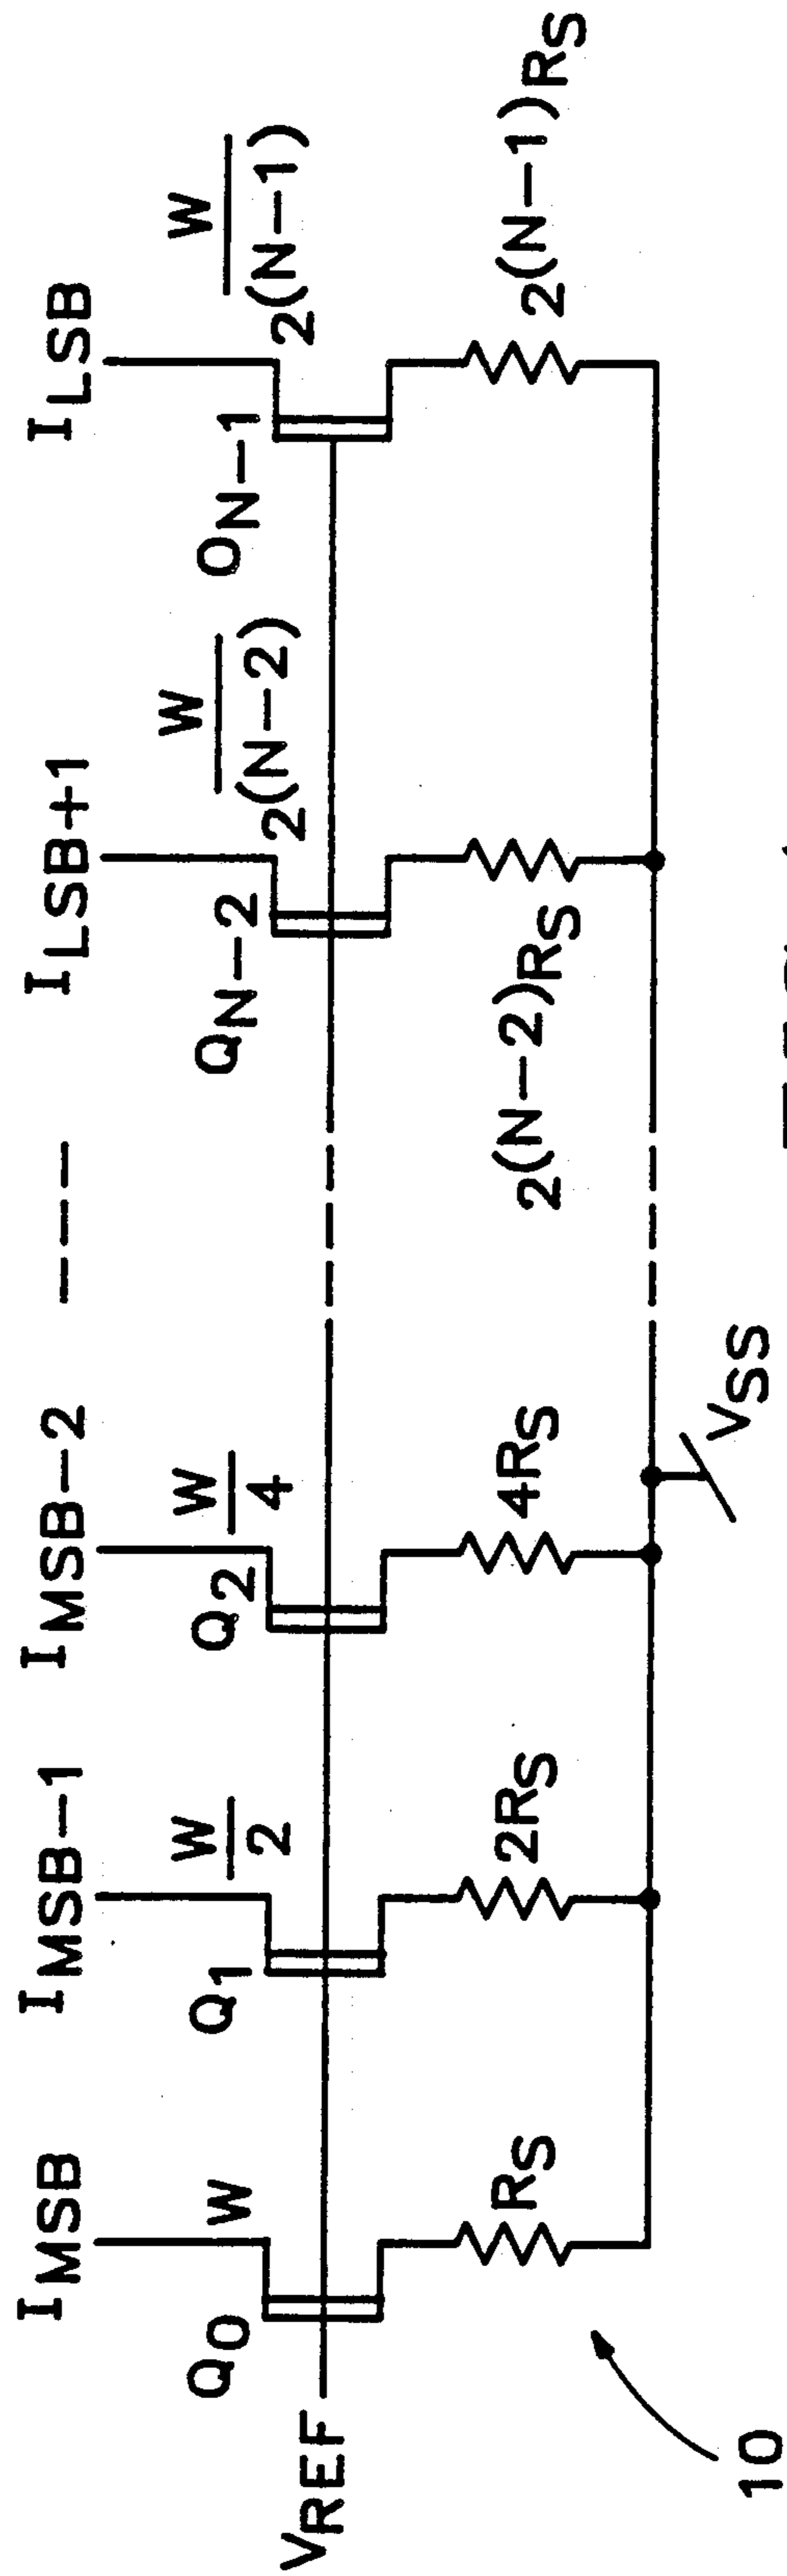 I_MSB I_MSB−1 I_MSB−2 −−− I_LSB+1 I_LSB
Q_0 W Q_1 W/2 Q_2 W/4 Q_N−2 W/2^(N−2) O_N−1 W/2^(N−1)
V_REF
R_S 2R_S 4R_S 2^(N−2)R_S 2^(N−1)R_S
V_SS
10